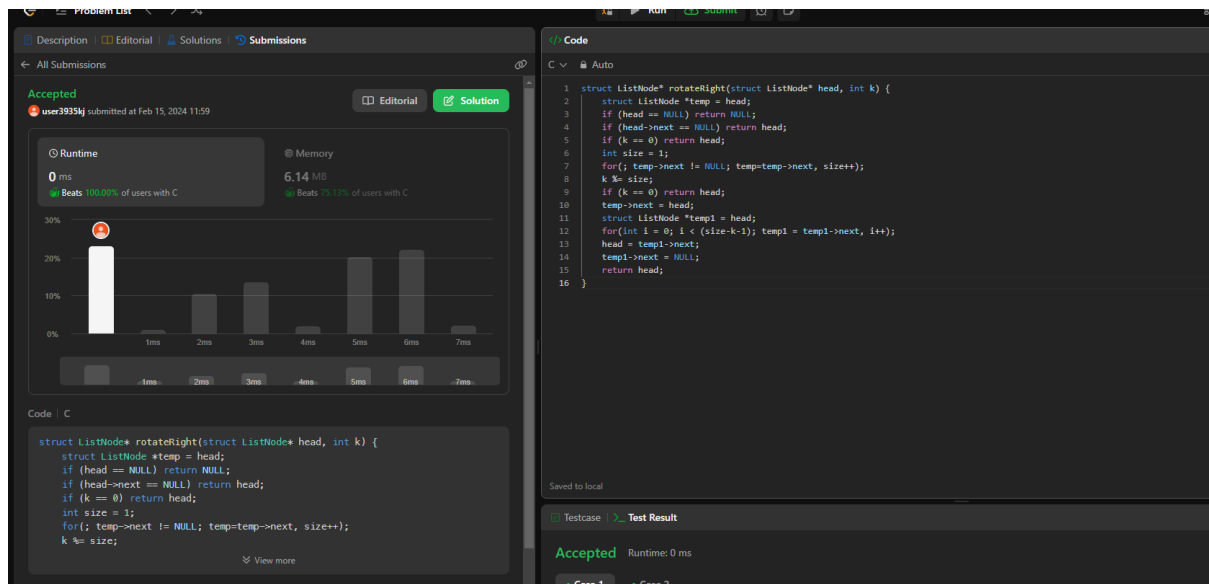 Problem List
Run
Submit
Description
Editorial
Solutions
Submissions
All Submissions
Accepted
user3935kj submitted at Feb 15, 2024 11:59
Editorial
Solution
Runtime
0 ms
Beats 100.00% of users with C
Memory
6.14 MB
Beats 75.13% of users with C
30%
20%
10%
0%
1ms 2ms 3ms 4ms 5ms 6ms 7ms
1ms 2ms 3ms 4ms 5ms 6ms 7ms
Code | C
struct ListNode* rotateRight(struct ListNode* head, int k) {
    struct ListNode *temp = head;
    if (head == NULL) return NULL;
    if (head->next == NULL) return head;
    if (k == 0) return head;
    int size = 1;
    for(; temp->next != NULL; temp=temp->next, size++);
    k %= size;
View more
</> Code
C
Auto
1 struct ListNode* rotateRight(struct ListNode* head, int k) {
2     struct ListNode *temp = head;
3     if (head == NULL) return NULL;
4     if (head->next == NULL) return head;
5     if (k == 0) return head;
6     int size = 1;
7     for(; temp->next != NULL; temp=temp->next, size++);
8     k %= size;
9     if (k == 0) return head;
10     temp->next = head;
11     struct ListNode *temp1 = head;
12     for(int i = 0; i < (size-k-1); temp1 = temp1->next, i++);
13     head = temp1->next;
14     temp1->next = NULL;
15     return head;
16 }
Saved to local
Testcase
>_ Test Result
Accepted
Runtime: 0 ms
Case 1
Case 2